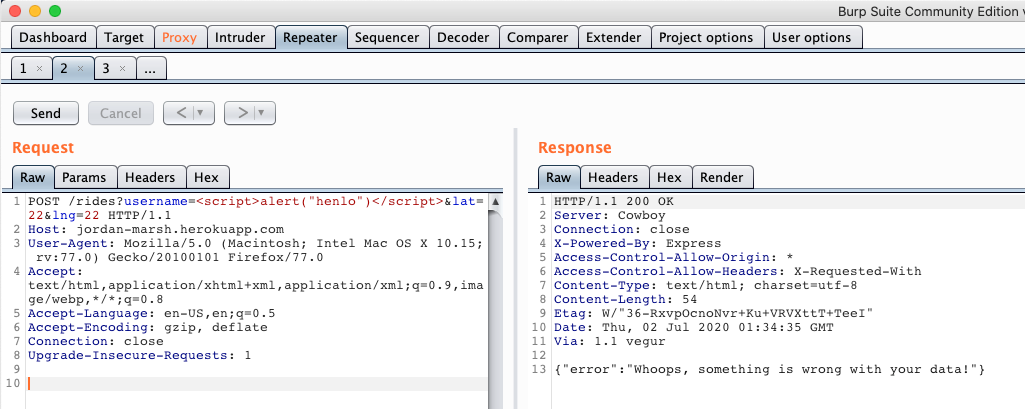 Burp Suite Community Edition v
Dashboard Target Proxy Intruder Repeater Sequencer Decoder Comparer Extender Project options User options
1 × 2 × 3 × ...
Send Cancel < | ▾ > | ▾
Request
Raw Params Headers Hex
1 POST /rides?username=<script>alert("henlo")</script>&lat=
22&lng=22 HTTP/1.1
2 Host: jordan-marsh.herokuapp.com
3 User-Agent: Mozilla/5.0 (Macintosh; Intel Mac OS X 10.15;
rv:77.0) Gecko/20100101 Firefox/77.0
4 Accept:
text/html,application/xhtml+xml,application/xml;q=0.9,ima
ge/webp,*/*;q=0.8
5 Accept-Language: en-US,en;q=0.5
6 Accept-Encoding: gzip, deflate
7 Connection: close
8 Upgrade-Insecure-Requests: 1
9
10
Response
Raw Headers Hex Render
1 HTTP/1.1 200 OK
2 Server: Cowboy
3 Connection: close
4 X-Powered-By: Express
5 Access-Control-Allow-Origin: *
6 Access-Control-Allow-Headers: X-Requested-With
7 Content-Type: text/html; charset=utf-8
8 Content-Length: 54
9 Etag: W/"36-RxvpOcnoNvr+Ku+VRVXttT+TeeI"
10 Date: Thu, 02 Jul 2020 01:34:35 GMT
11 Via: 1.1 vegur
12
13 {"error":"Whoops, something is wrong with your data!"}